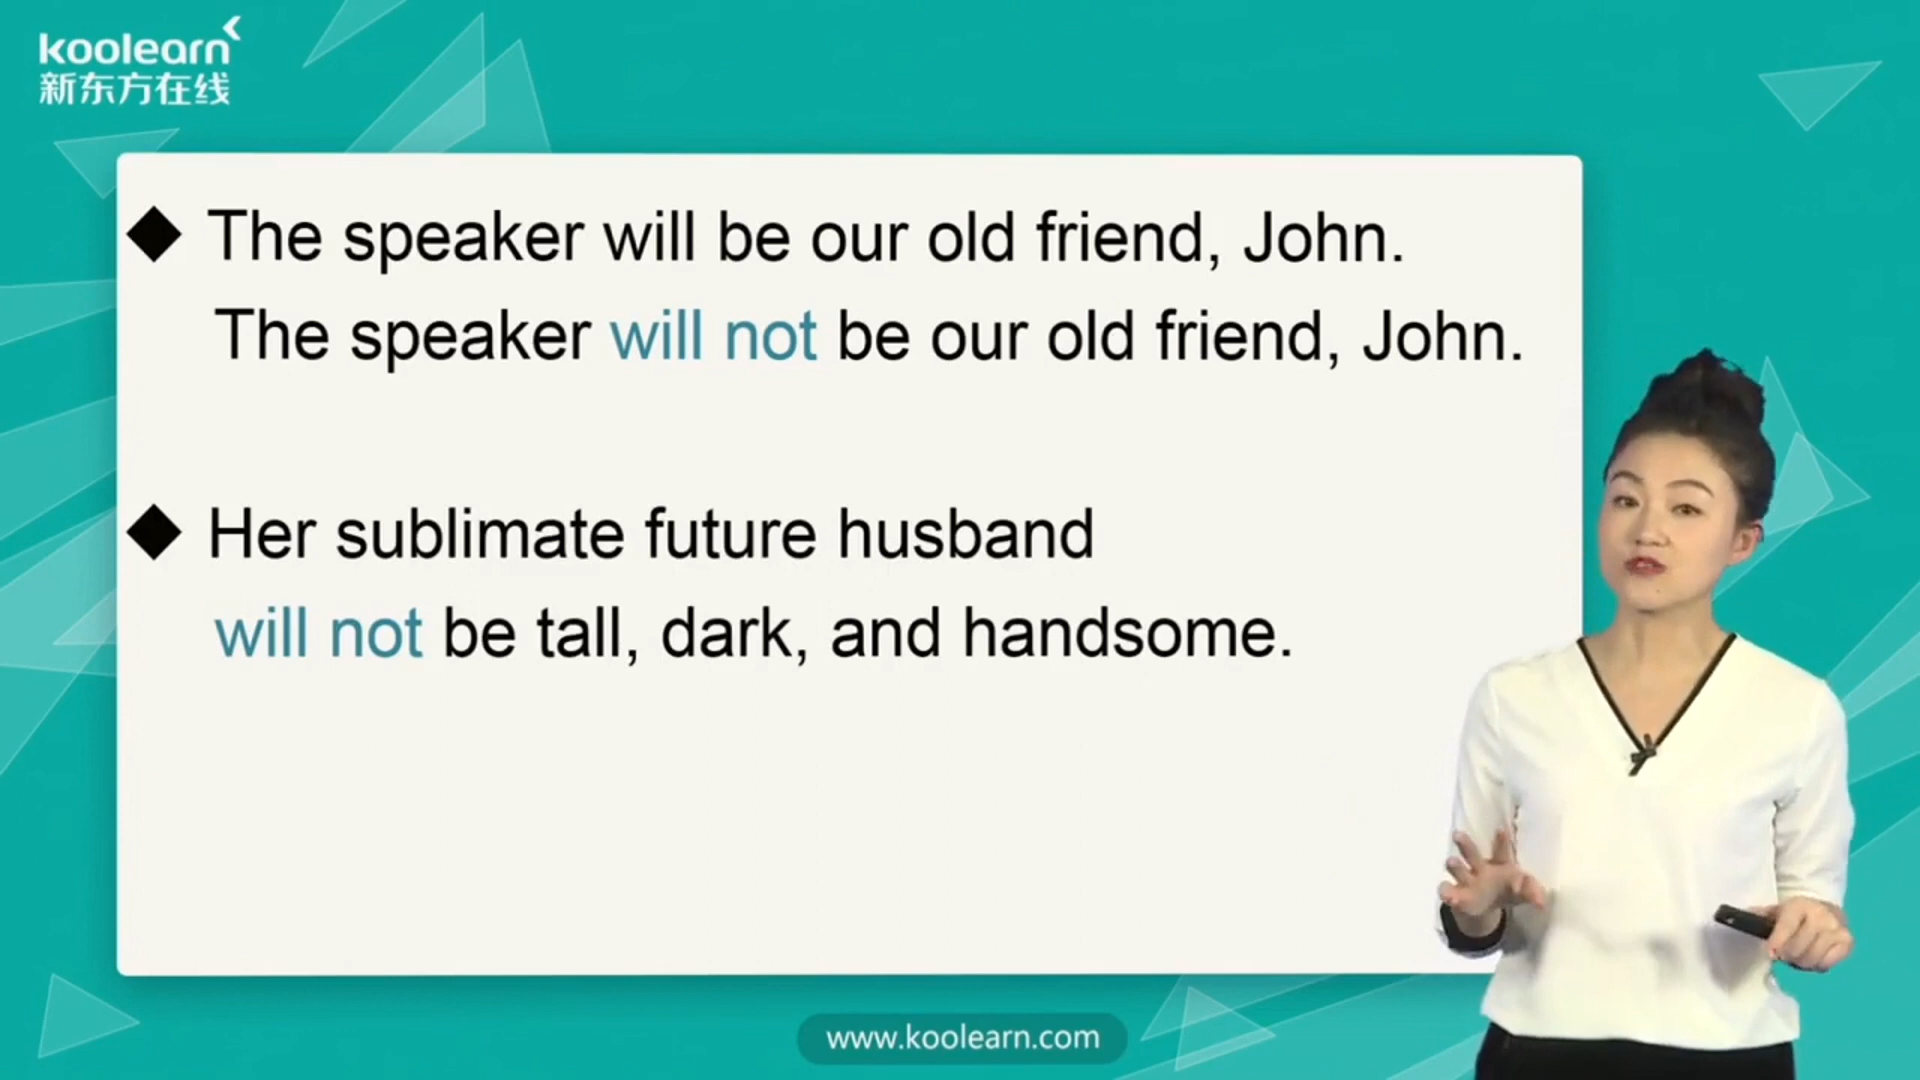 koolearn
新东方在线
◆ The speaker will be our old friend, John.
The speaker will not be our old friend, John.
◆ Her sublimate future husband
will not be tall, dark, and handsome.
www.koolearn.com